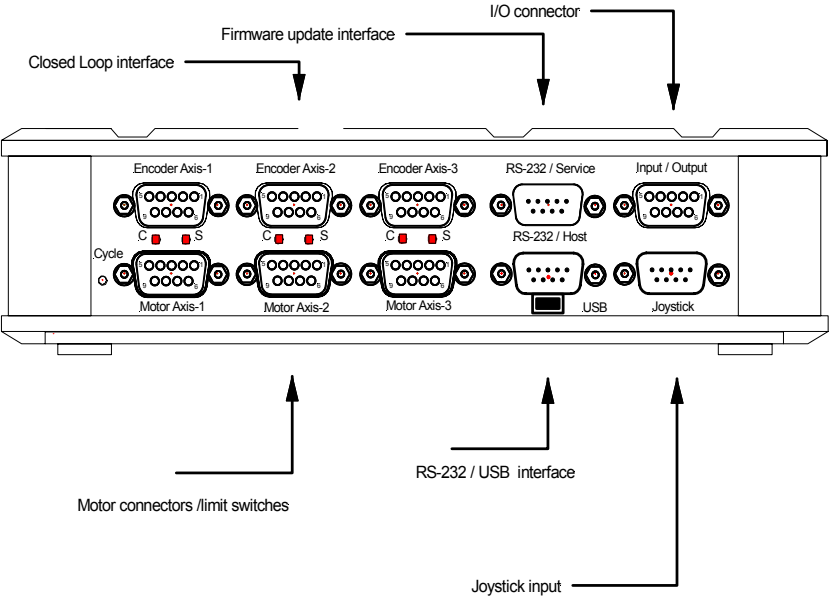 I/O connector
Firmware update interface
Closed Loop interface
Encoder Axis-1 Encoder Axis-2 Encoder Axis-3 RS-232 / Service Input / Output
C S C S C S RS-232 / Host
Cycle
Motor Axis-1 Motor Axis-2 Motor Axis-3 USB Joystick
RS-232 / USB interface
Motor connectors /limit switches
Joystick input